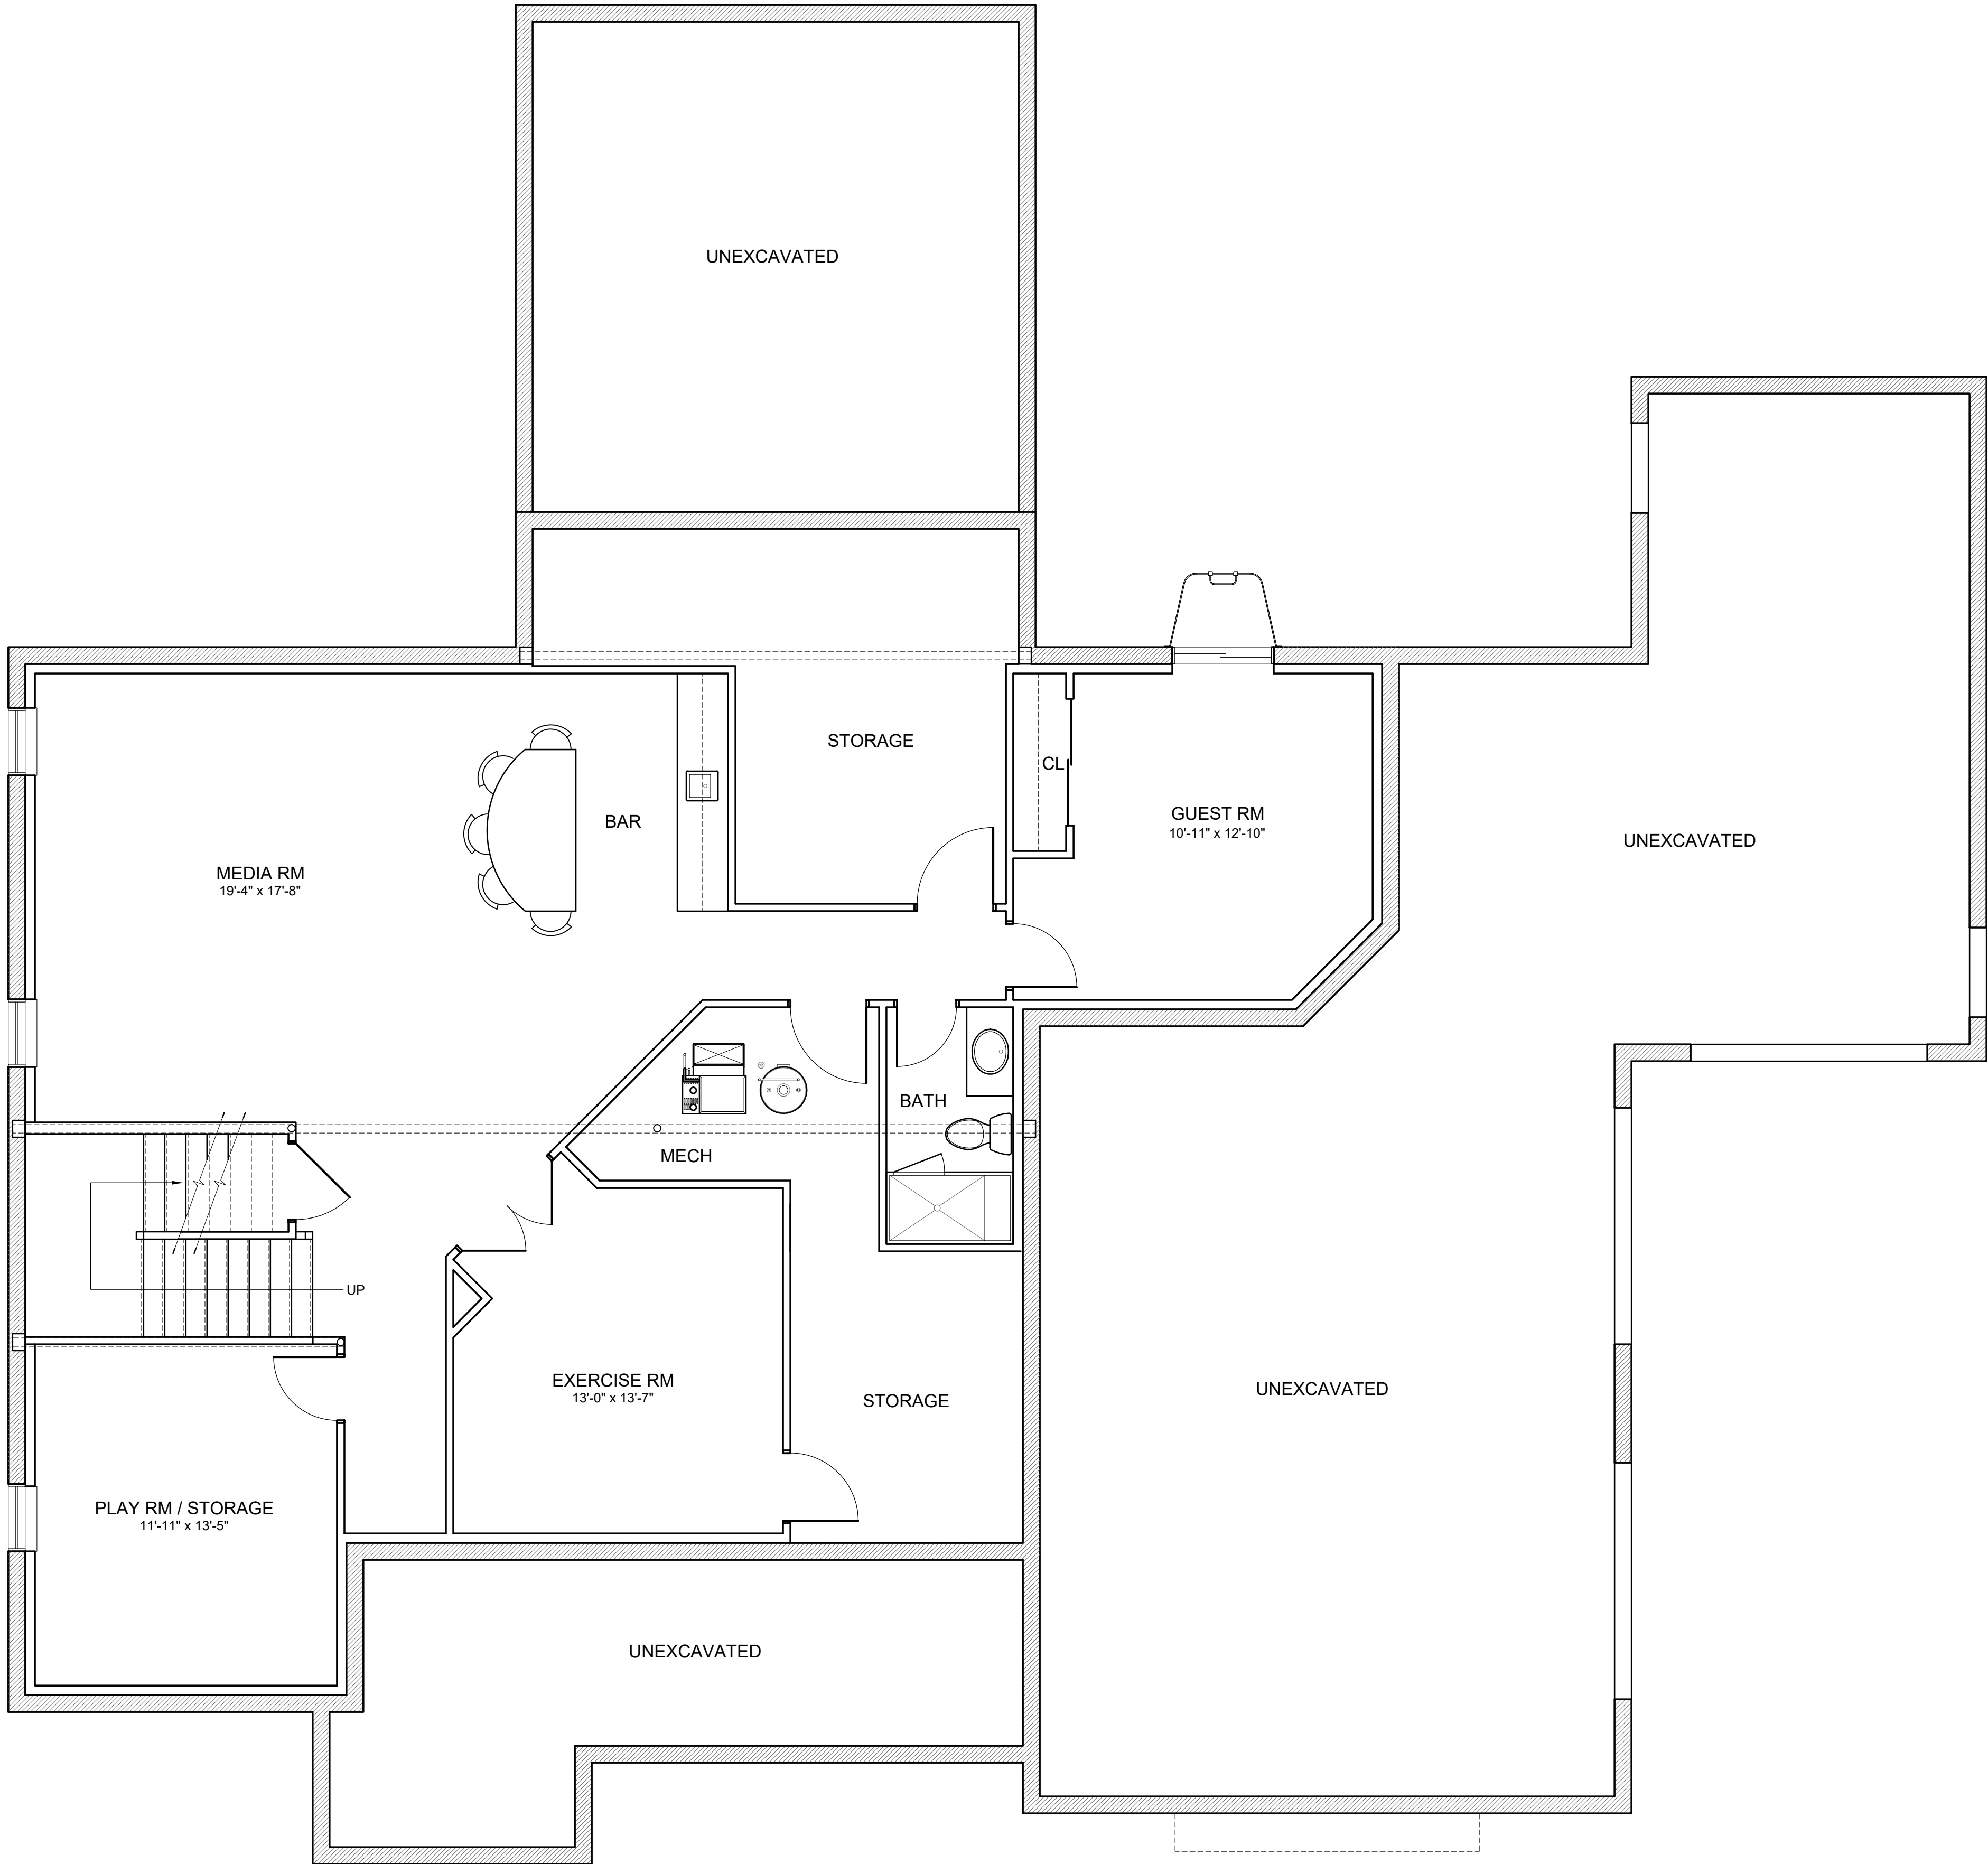 UNEXCAVATED
STORAGE
CL
GUEST RM
10'-11" x 12'-10"
BAR
UNEXCAVATED
MEDIA RM
19'-4" x 17'-8"
BATH
MECH
UP
EXERCISE RM
13'-0" x 13'-7"
UNEXCAVATED
STORAGE
PLAY RM / STORAGE
11'-11" x 13'-5"
UNEXCAVATED